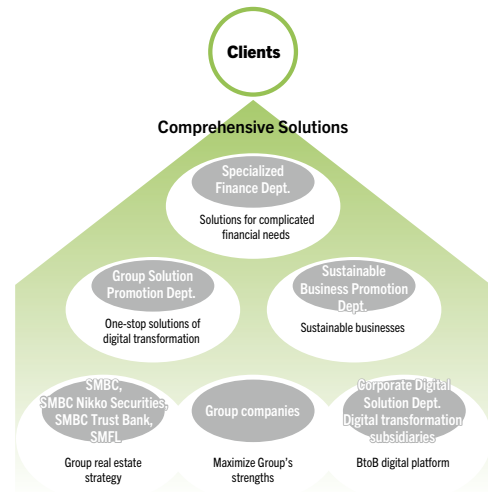 Clients
Comprehensive Solutions
Specialized
Finance Dept.
Solutions for complicated
financial needs
Group Solution
Promotion Dept.
One-stop solutions of
digital transformation
Sustainable
Business Promotion
Dept.
Sustainable businesses
SMBC,
SMBC Nikko Securities,
SMBC Trust Bank,
SMFL
Group real estate
strategy
Group companies
Maximize Group's
strengths
Corporate Digital
Solution Dept.
Digital transformation
subsidiaries
BtoB digital platform